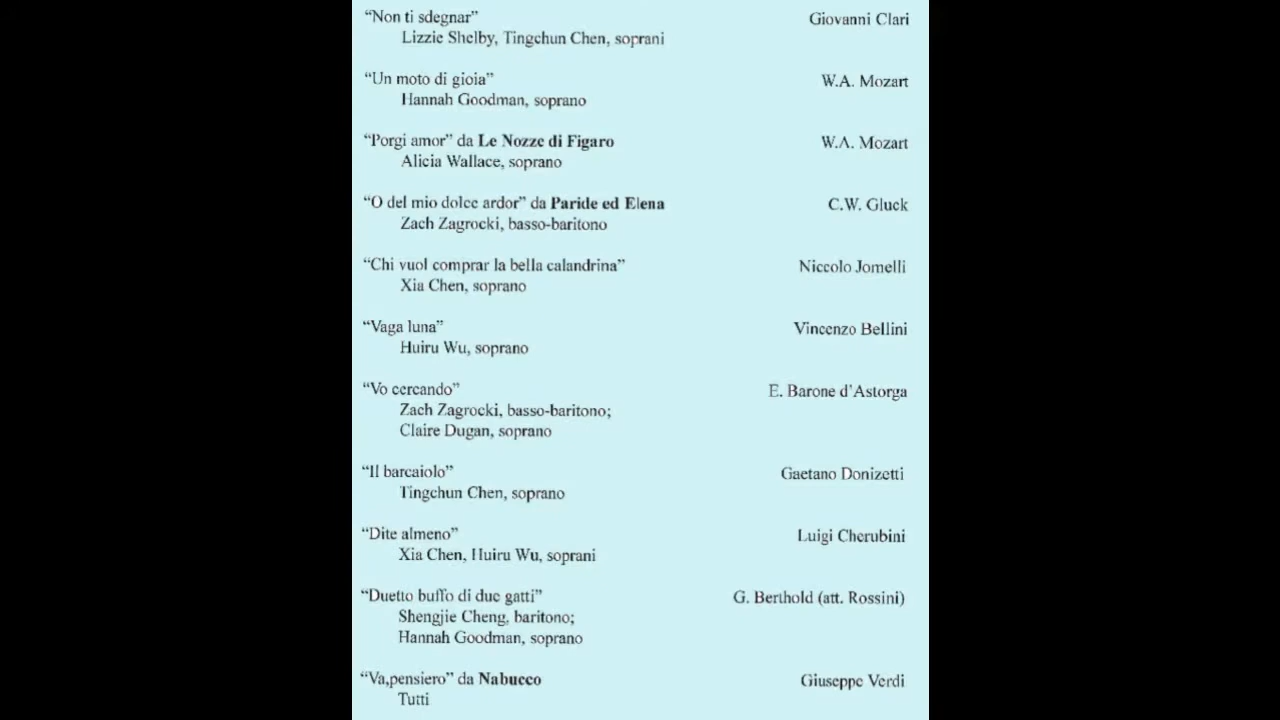 “Non ti sdegnar” Giovanni Clari
Lizzie Shelby, Tingchun Chen, soprani
“Un moto di gioia” W.A. Mozart
Hannah Goodman, soprano
“Porgi amor” da Le Nozze di Figaro W.A. Mozart
Alicia Wallace, soprano
“O del mio dolce ardor” da Paride ed Elena C.W. Gluck
Zach Zagrocki, basso-baritono
“Chi vuol comprar la bella calandrina” Niccolo Jomelli
Xia Chen, soprano
“Vaga luna” Vincenzo Bellini
Huiru Wu, soprano
“Vo cercando” E. Barone d’Astorga
Zach Zagrocki, basso-baritono;
Claire Dugan, soprano
“Il barcaiolo” Gaetano Donizetti
Tingchun Chen, soprano
“Dite almeno” Luigi Cherubini
Xia Chen, Huiru Wu, soprani
“Duetto buffo di due gatti” G. Berthold (att. Rossini)
Shengjie Cheng, baritono;
Hannah Goodman, soprano
“Va,pensiero” da Nabucco Giuseppe Verdi
Tutti